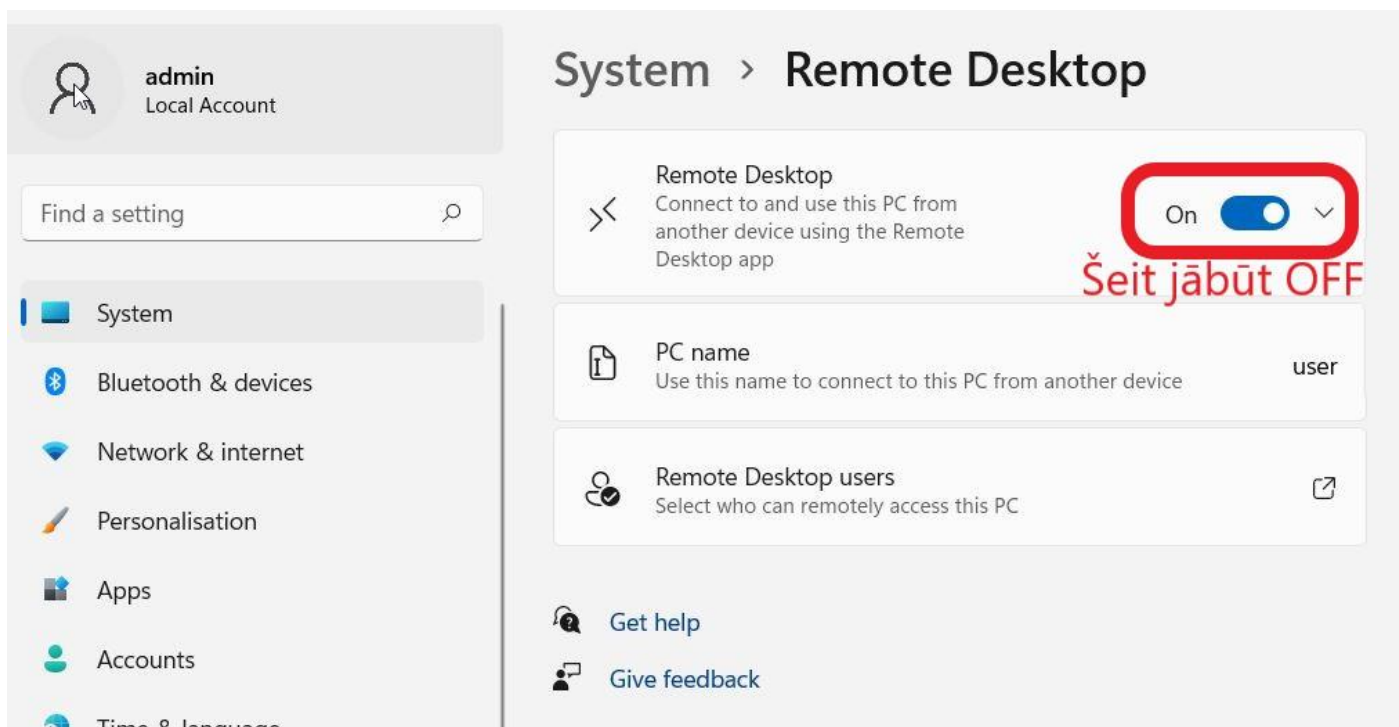 admin
Local Account
Find a setting
System
Bluetooth & devices
Network & internet
Personalisation
Apps
Accounts
Time & language
System > Remote Desktop
Remote Desktop
Connect to and use this PC from
another device using the Remote
Desktop app
On
Šeit jābūt OFF
PC name
Use this name to connect to this PC from another device
user
Remote Desktop users
Select who can remotely access this PC
Get help
Give feedback